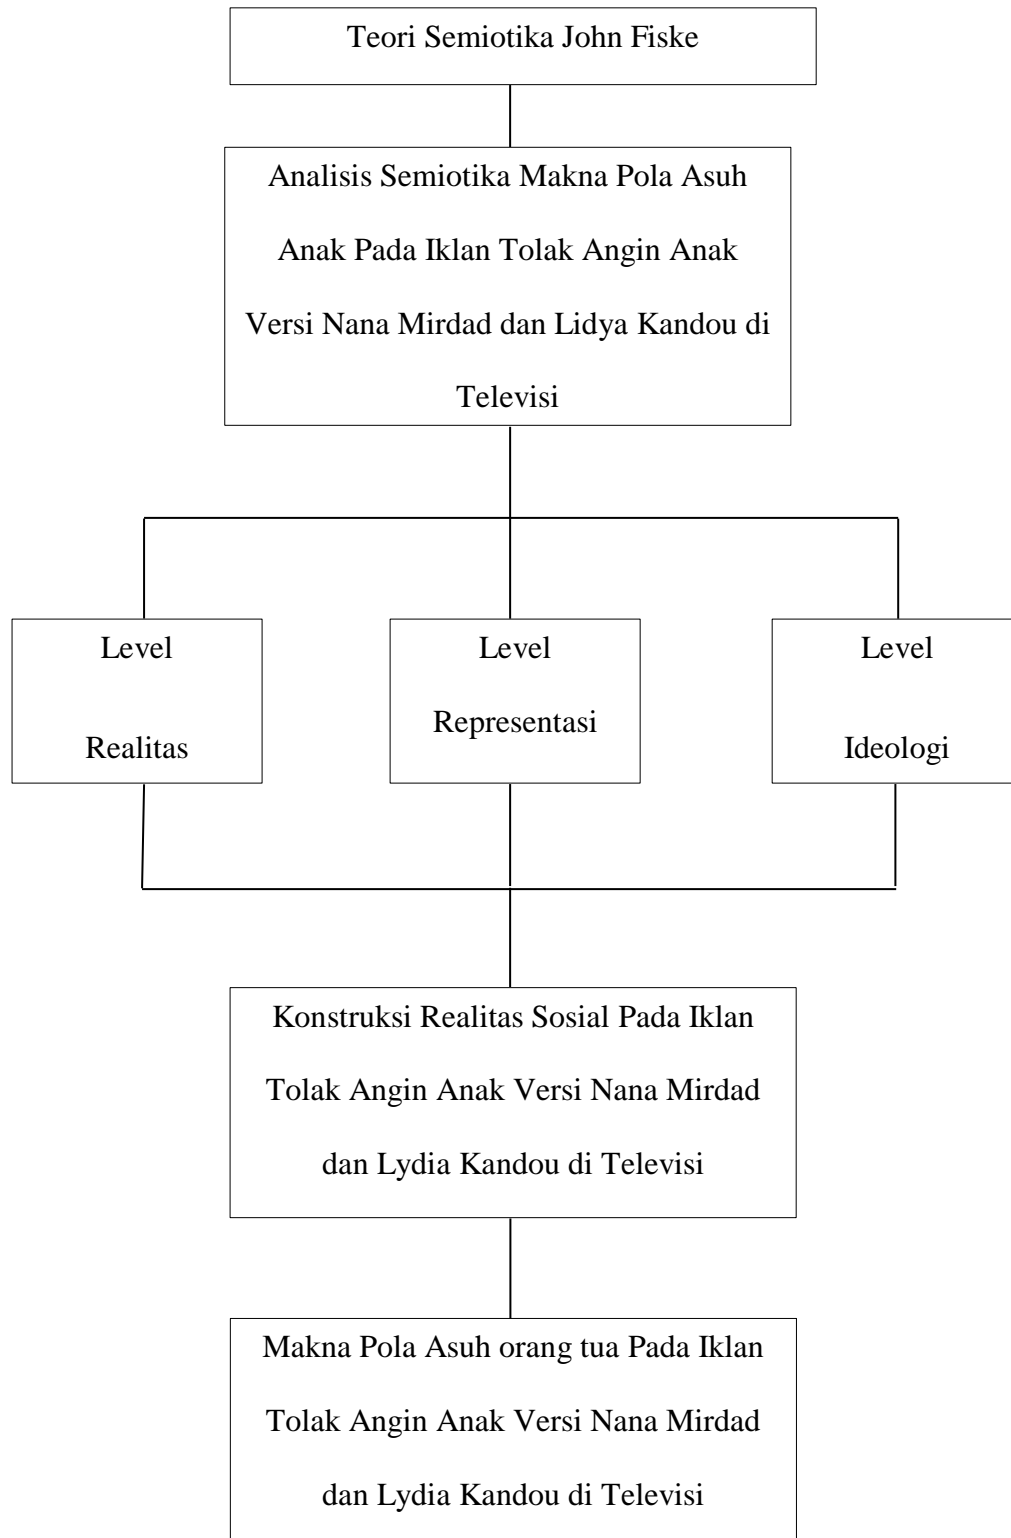 Teori Semiotika John Fiske
Analisis Semiotika Makna Pola Asuh
Anak Pada Iklan Tolak Angin Anak
Versi Nana Mirdad dan Lidya Kandou di
Televisi
Level
Realitas
Level
Representasi
Level
Ideologi
Konstruksi Realitas Sosial Pada Iklan
Tolak Angin Anak Versi Nana Mirdad
dan Lydia Kandou di Televisi
Makna Pola Asuh orang tua Pada Iklan
Tolak Angin Anak Versi Nana Mirdad
dan Lydia Kandou di Televisi